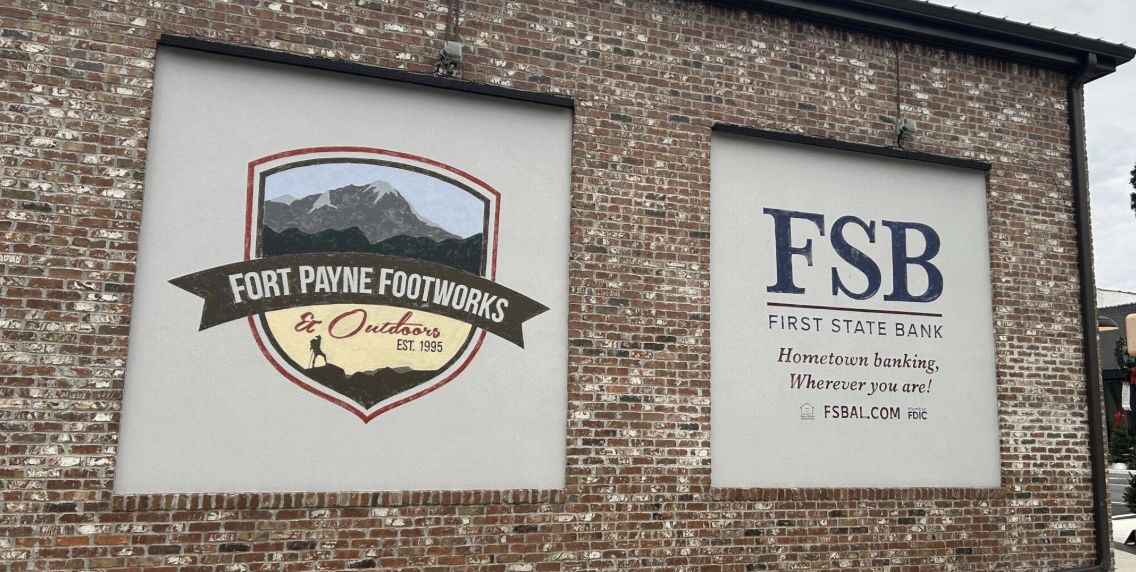 FORT PAYNE FOOTWORKS
& Outdoors
EST. 1995
FSB
FIRST STATE BANK
Hometown banking,
Wherever you are!
FSBAL.COM FDIC